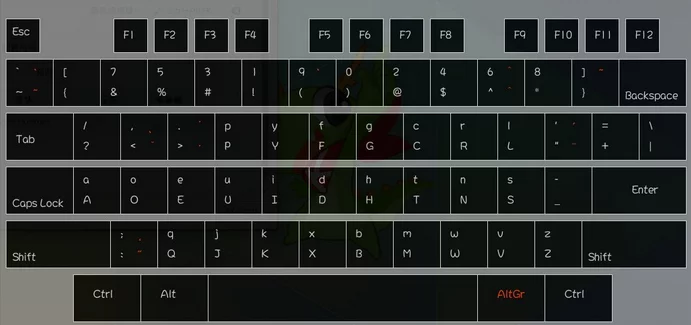 Esc F1 F2 F3 F4 F5 F6 F7 F8 F9 F10 F11 F12
` [ 7 5 3 1 9 0 2 4 6 8 ]
~ { & % # ! ( ) @ $ ^ * } Backspace
/ , . p y f g c r l ' = \
Tab
? < > P Y F G C R L " + |
a o e u i d h t n s -
Enter
Caps Lock A O E U I D H T N S _
; q j k x b m w v z
: Q J K X B M W V Z
Shift Shift
Ctrl Alt AltGr Ctrl